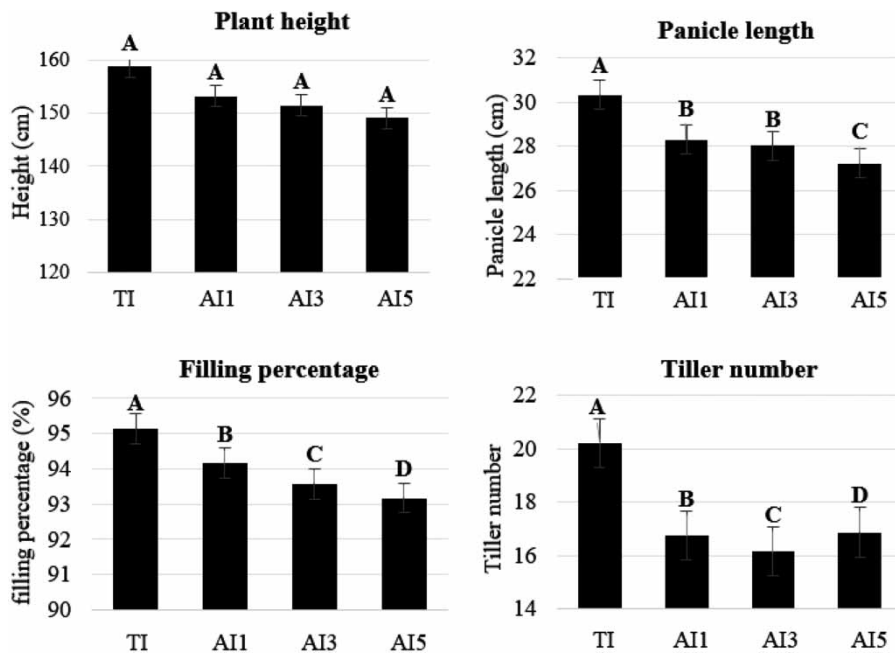 Plant height
Height (cm)
160
150
140
130
120
A
A
A
A
TI
AI1
AI3
AI5
Panicle length
Panicle length (cm)
32
30
28
26
24
22
A
B
B
C
TI
AI1
AI3
AI5
Filling percentage
filling percentage (%)
96
95
94
93
92
91
90
A
B
C
D
TI
AI1
AI3
AI5
Tiller number
Tiller number
22
20
18
16
14
A
B
C
D
TI
AI1
AI3
AI5